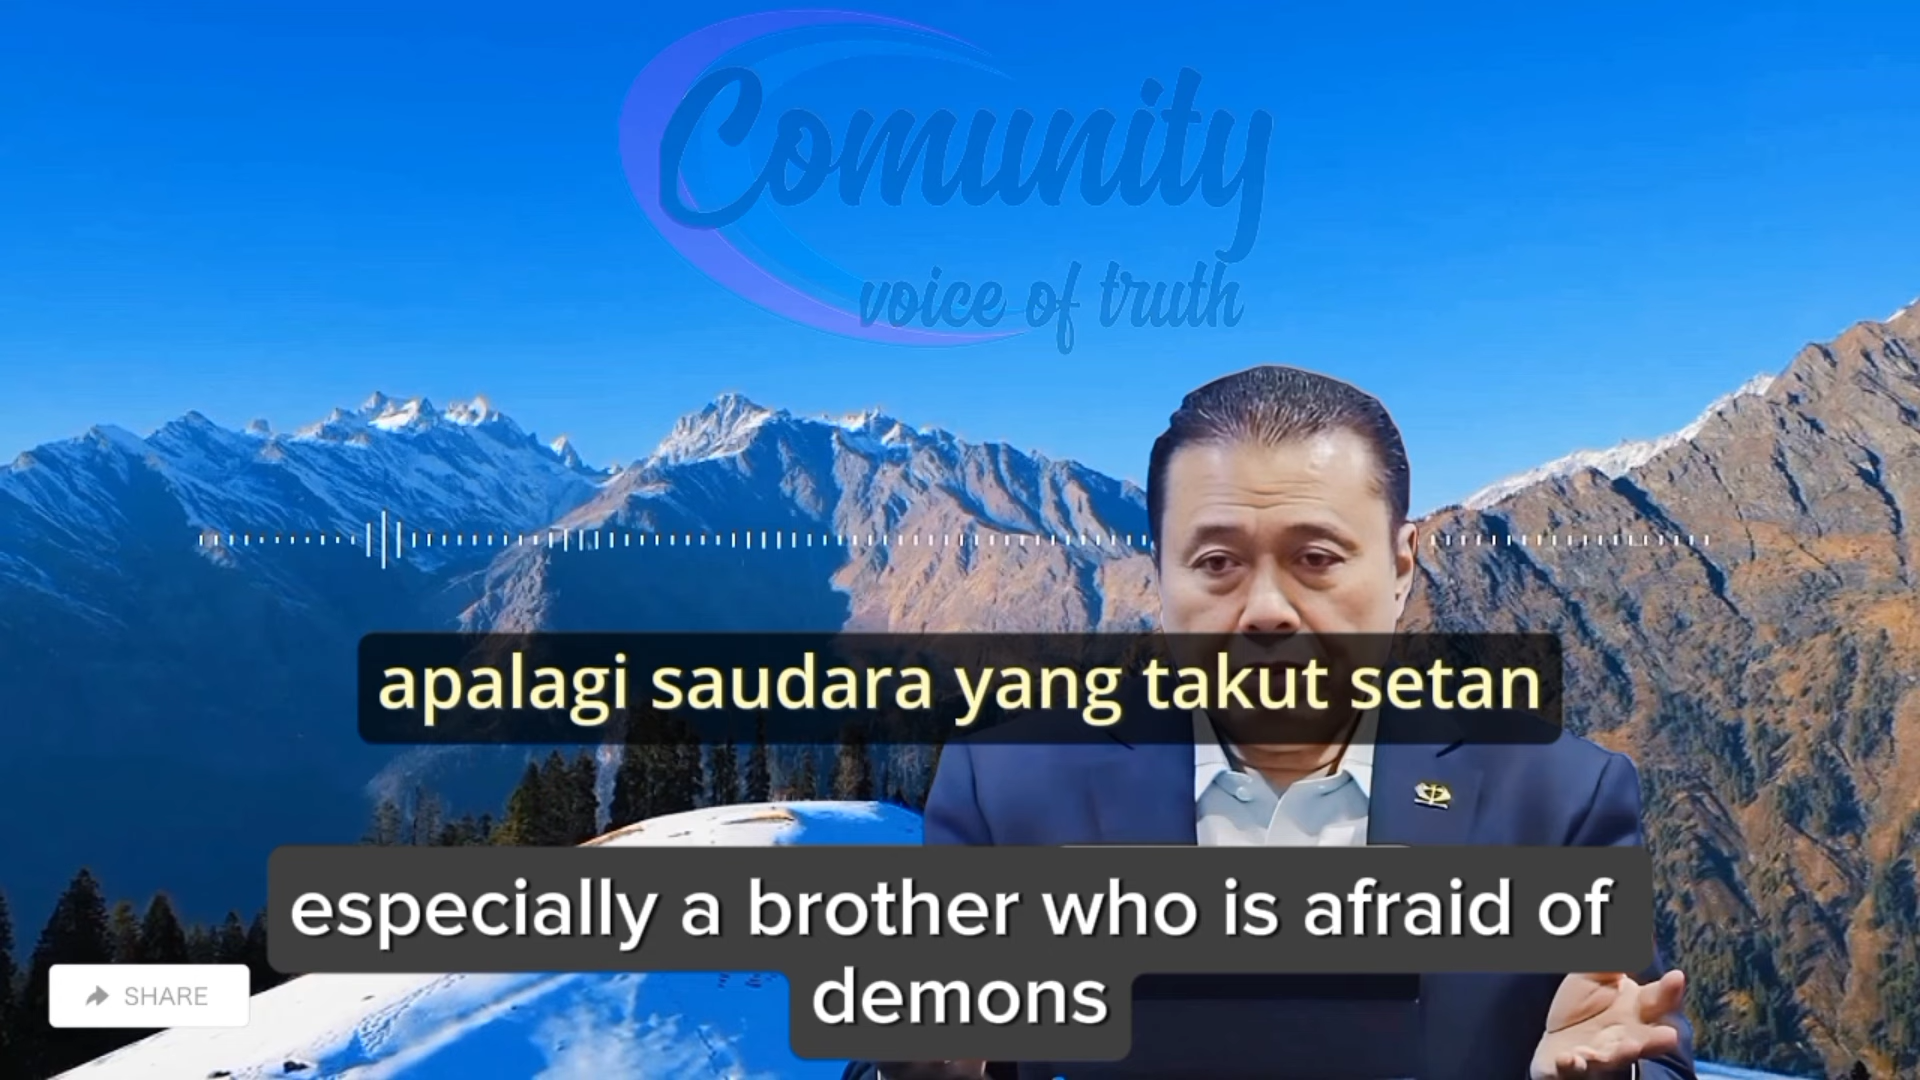 Comunity
voice of truth
apalagi saudara yang takut setan
especially a brother who is afraid of
demons
SHARE